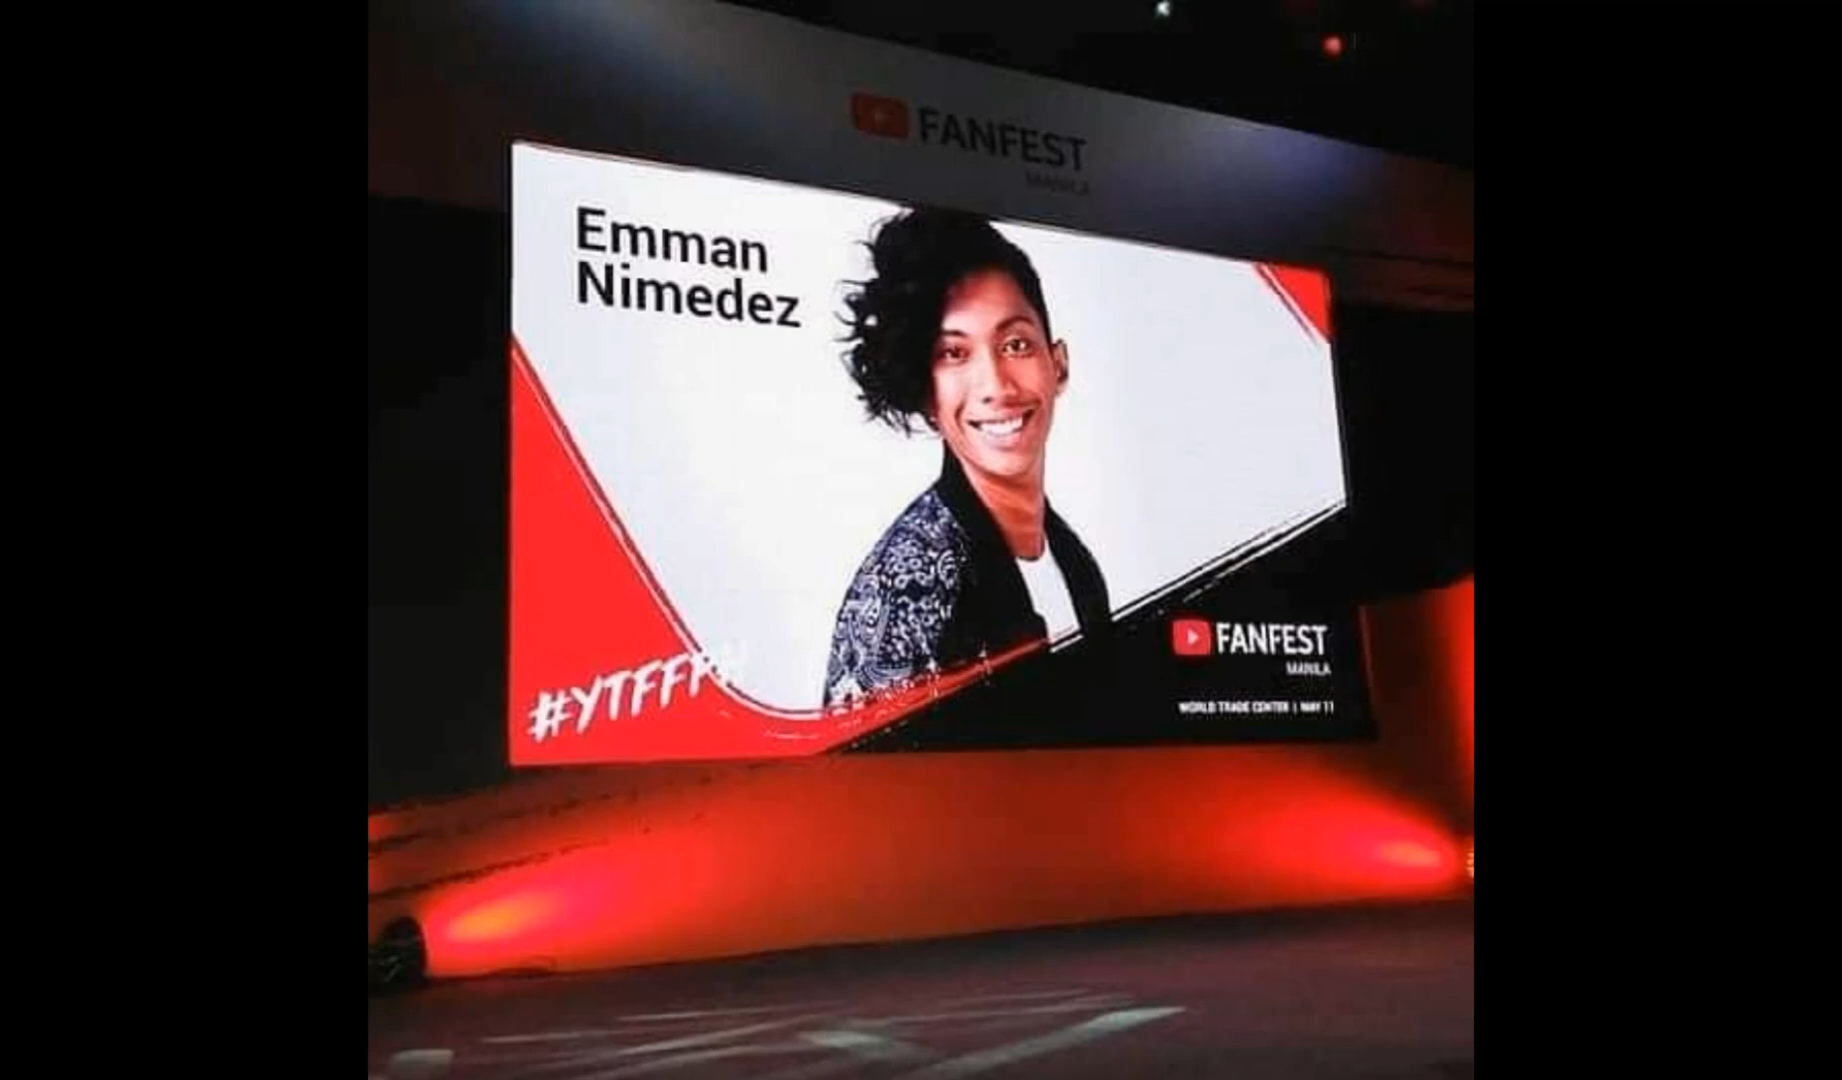 FANFEST
MANILA
Emman
Nimedez
FANFEST
MANILA
WORLD TRADE CENTER | MAY 11